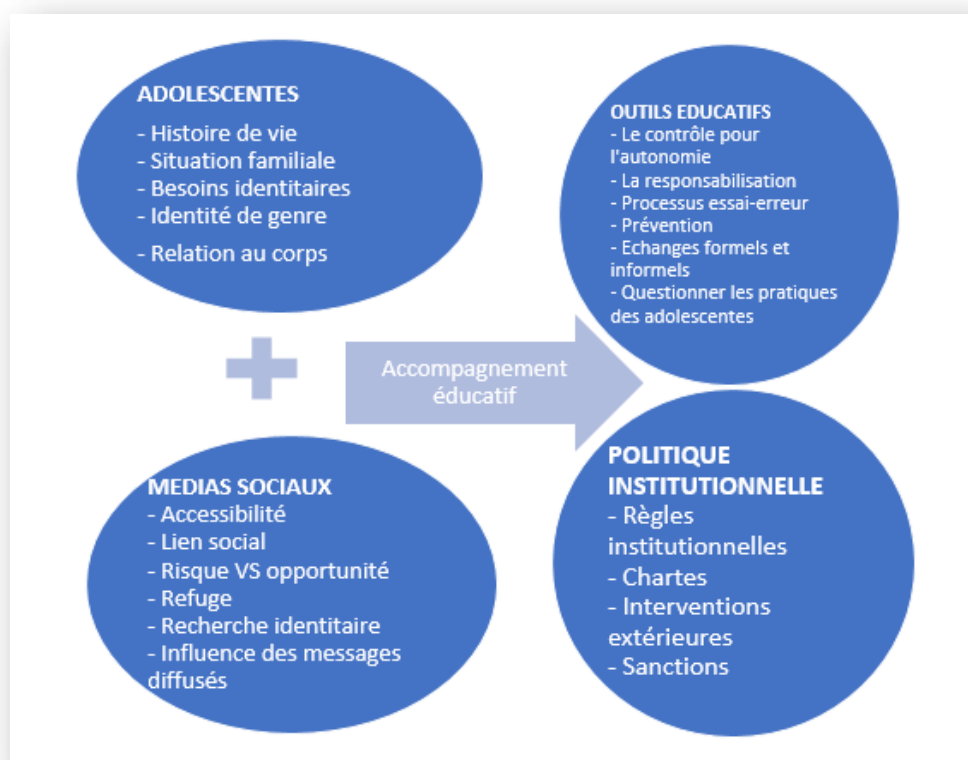 ADOLESCENTES
- Histoire de vie
- Situation familiale
- Besoins identitaires
- Identité de genre
- Relation au corps
MEDIAS SOCIAUX
- Accessibilité
- Lien social
- Risque VS opportunité
- Refuge
- Recherche identitaire
- Influence des messages
diffusés
Accompagnement
éducatif
OUTILS EDUCATIFS
- Le contrôle pour
l'autonomie
- La responsabilisation
- Processus essai-erreur
- Prévention
- Echanges formels et
informels
- Questionner les pratiques
des adolescentes
POLITIQUE
INSTITUTIONNELLE
- Règles
institutionnelles
- Chartes
- Interventions
extérieures
- Sanctions